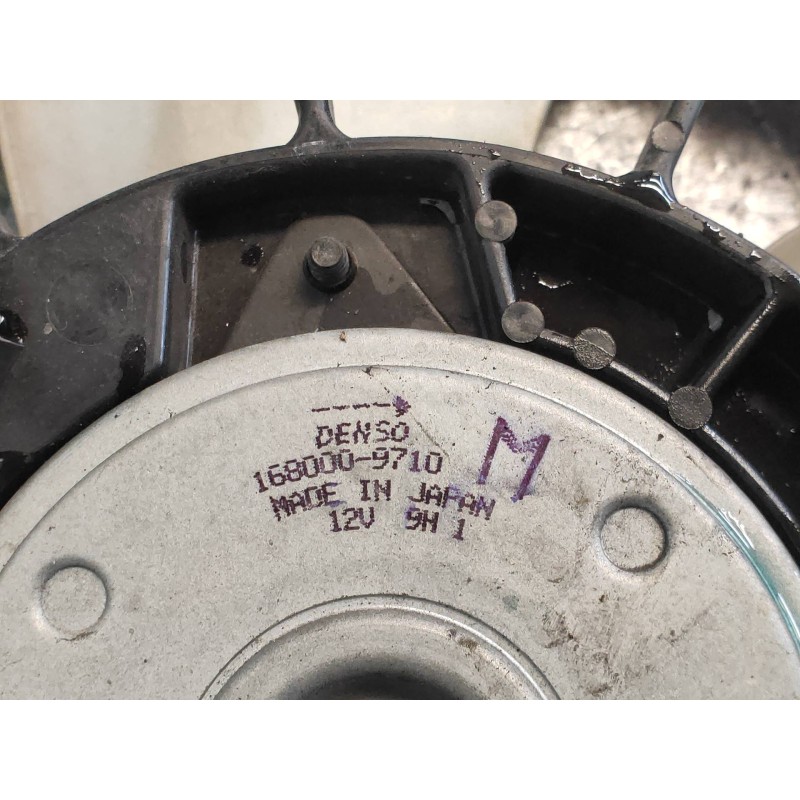 DENSO
168000-9710 M
MADE IN JAPAN
12V 9H 1